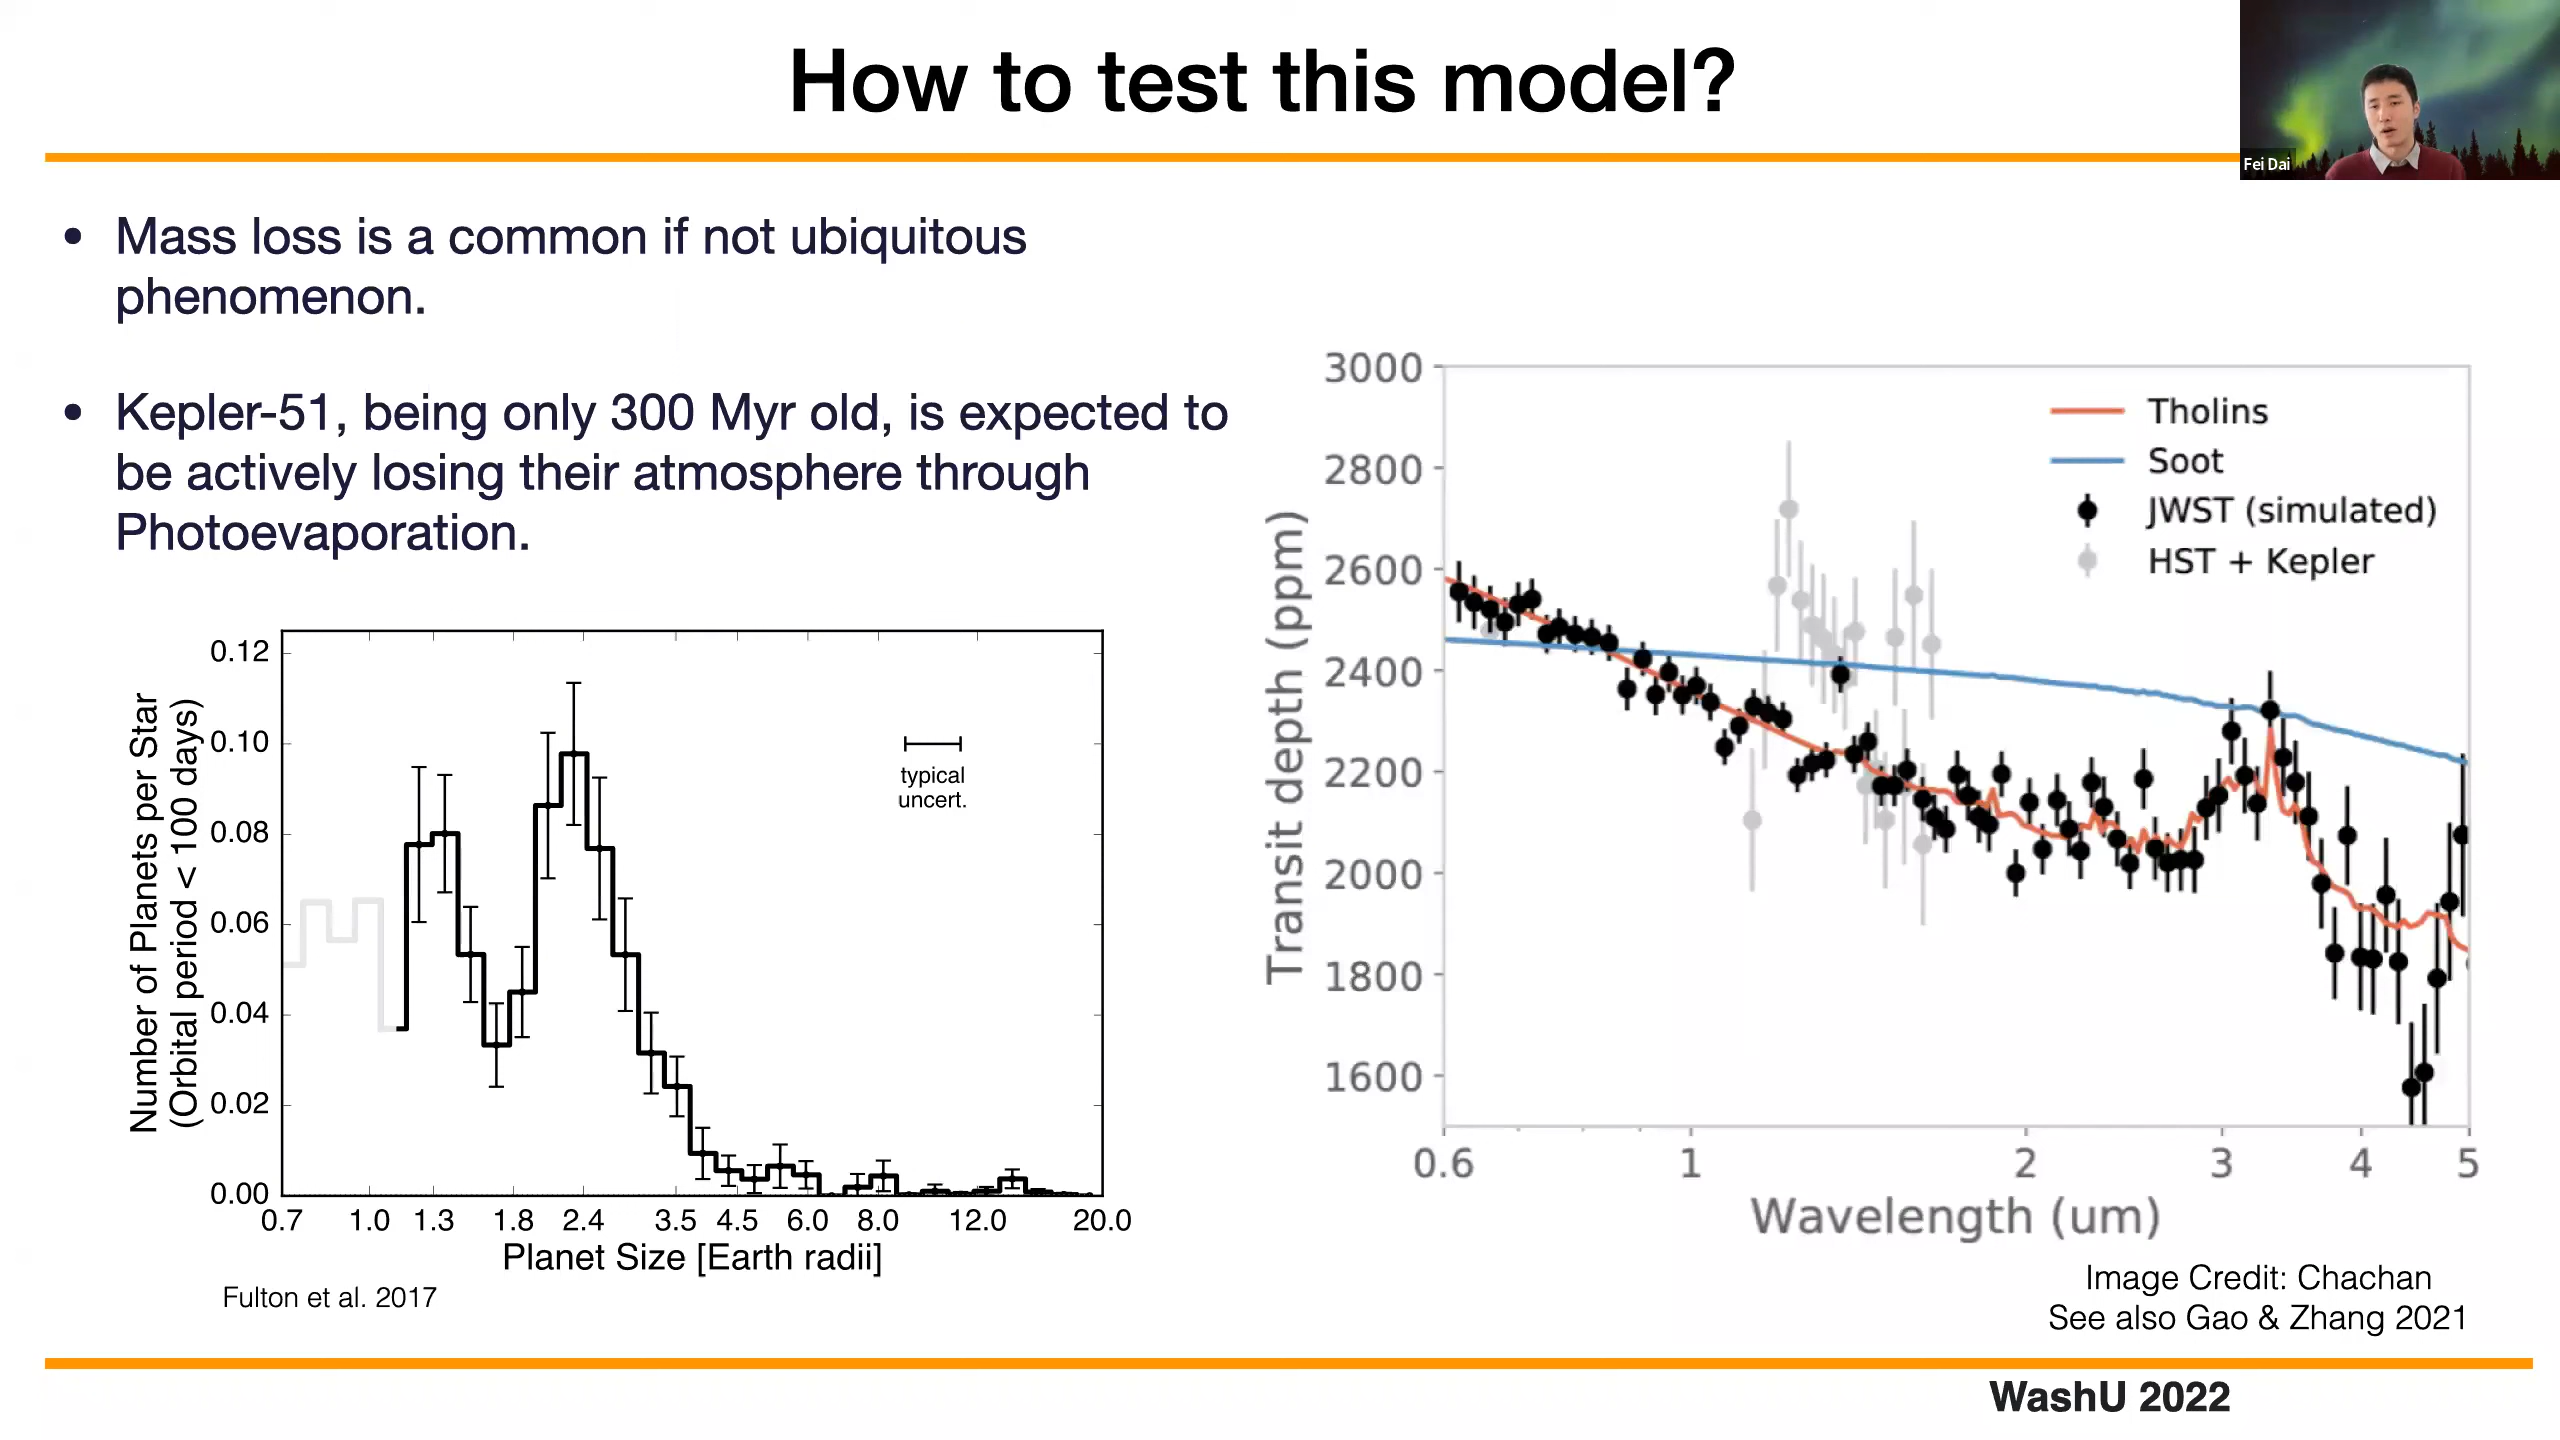 How to test this model?
Fei Dai
• Mass loss is a common if not ubiquitous
phenomenon.
• Kepler-51, being only 300 Myr old, is expected to
be actively losing their atmosphere through
Photoevaporation.
Number of Planets per Star
(Orbital period < 100 days)
0.12
0.10
0.08
0.06
0.04
0.02
0.00
typical
uncert.
0.7 1.0 1.3 1.8 2.4 3.5 4.5 6.0 8.0 12.0 20.0
Planet Size [Earth radii]
Fulton et al. 2017
Transit depth (ppm)
3000
2800
2600
2400
2200
2000
1800
1600
Tholins
Soot
JWST (simulated)
HST + Kepler
0.6 1 2 3 4 5
Wavelength (um)
Image Credit: Chachan
See also Gao & Zhang 2021
WashU 2022